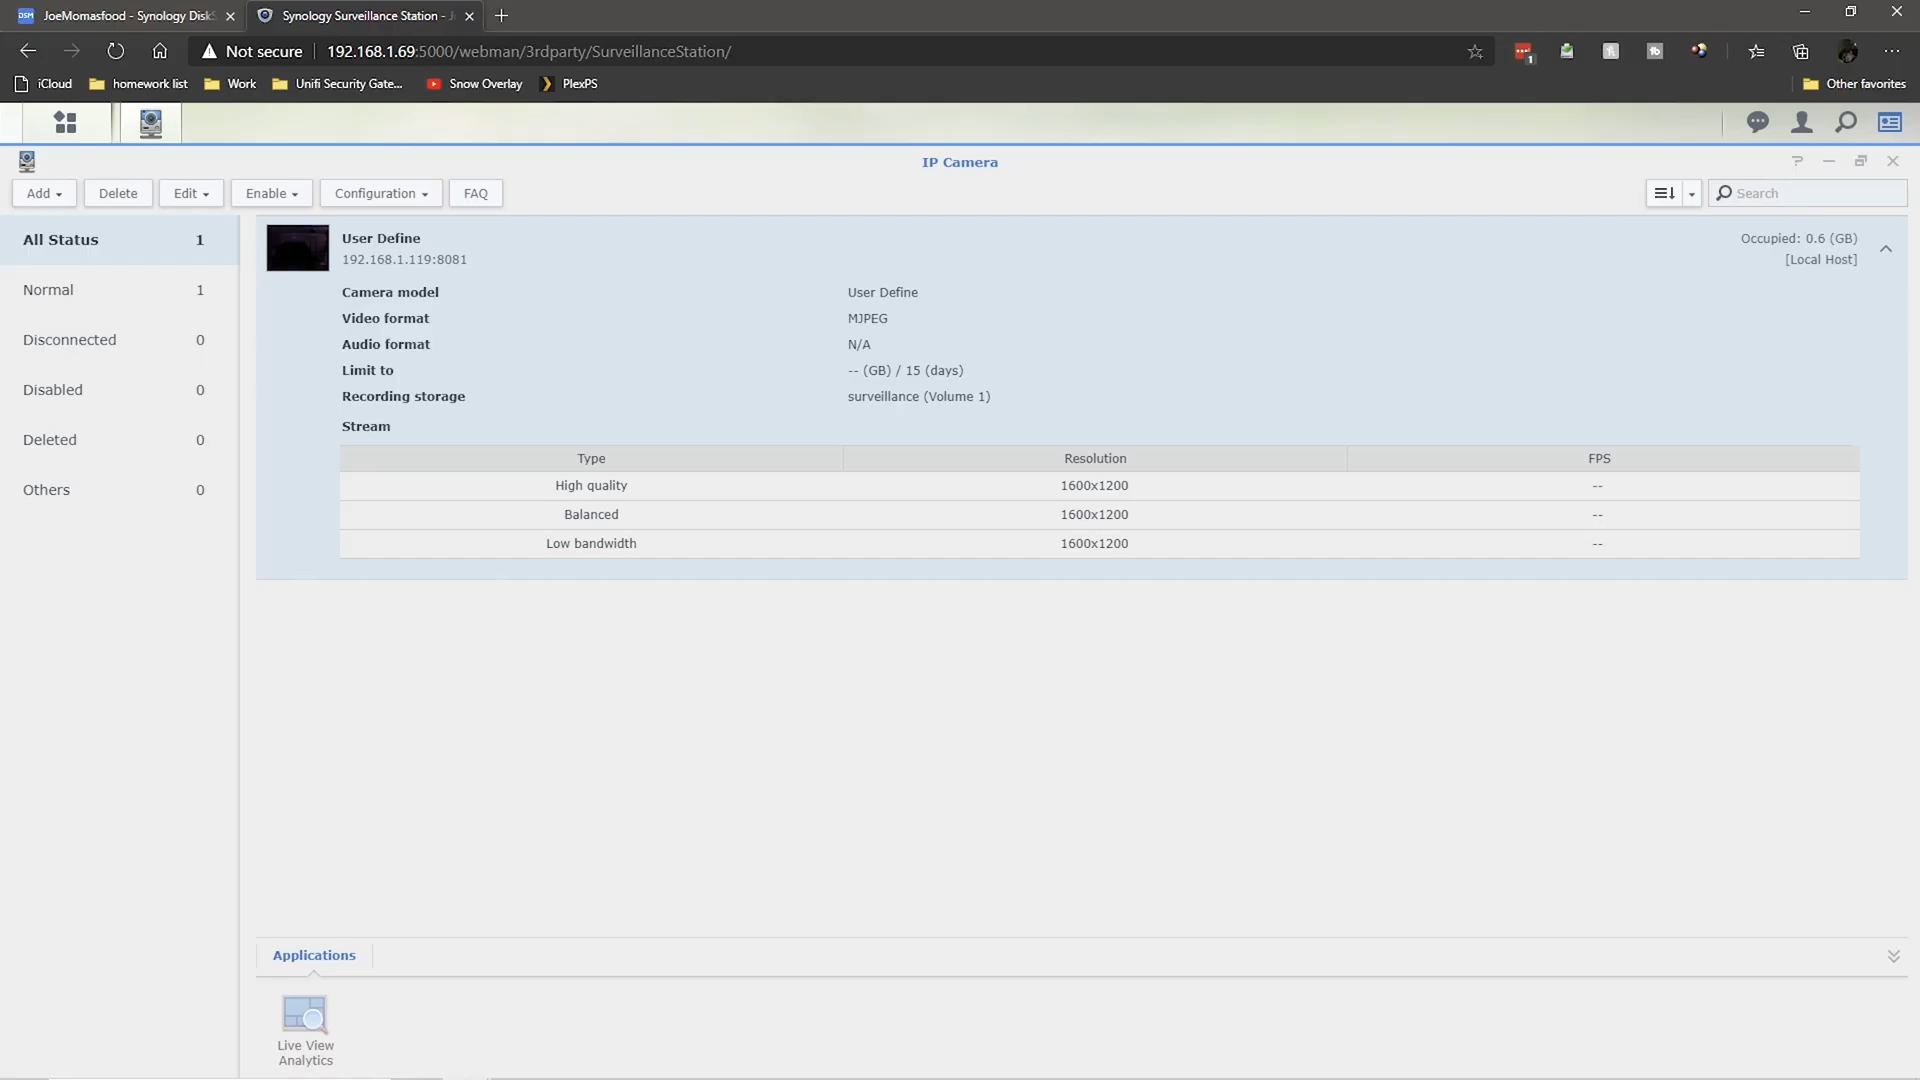 JoeMomasfood - Synology DiskS
Synology Surveillance Station - J
Not secure
192.168.1.69:5000/webman/3rdparty/SurveillanceStation/
1
iCloud
homework list
Work
Unifi Security Gate...
Snow Overlay
PlexPS
Other favorites
IP Camera
Add
Delete
Edit
Enable
Configuration
FAQ
Search
All Status 1
Normal 1
Disconnected 0
Disabled 0
Deleted 0
Others 0
User Define
192.168.1.119:8081
Occupied: 0.6 (GB)
[Local Host]
Camera model User Define
Video format MJPEG
Audio format N/A
Limit to -- (GB) / 15 (days)
Recording storage surveillance (Volume 1)
Stream
Type Resolution FPS
High quality 1600x1200 --
Balanced 1600x1200 --
Low bandwidth 1600x1200 --
Applications
Live View
Analytics